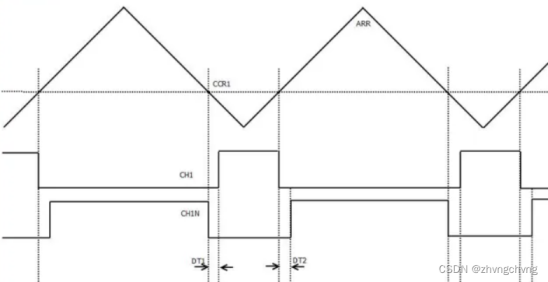 ARR
CCR1
CH1
CH1N
DT1
DT2
CSDN @zhvngchvng